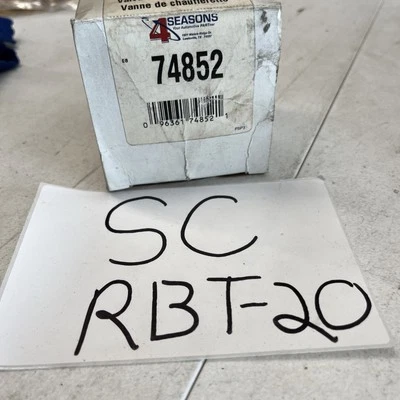 Vanne de chaufferette
4 SEASONS
74852
0 96361 74852 1
SC
RBT-20